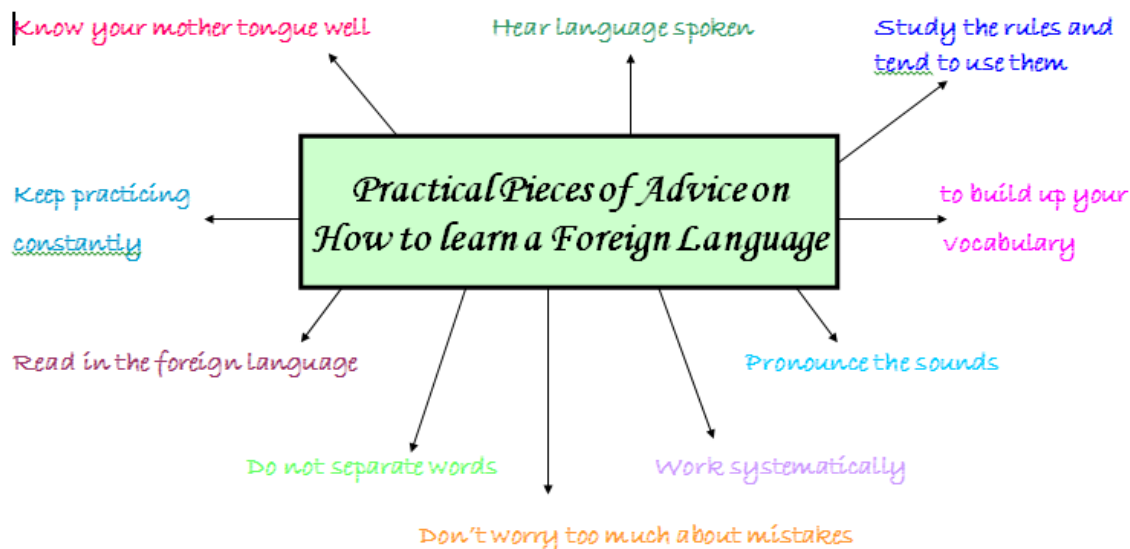 Know your mother tongue well
Hear language spoken
Study the rules and
tend to use them
Practical Pieces of Advice on
How to learn a Foreign Language
Keep practicing
constantly
to build up your
vocabulary
Read in the foreign language
Pronounce the sounds
Do not separate words
Work systematically
Don't worry too much about mistakes